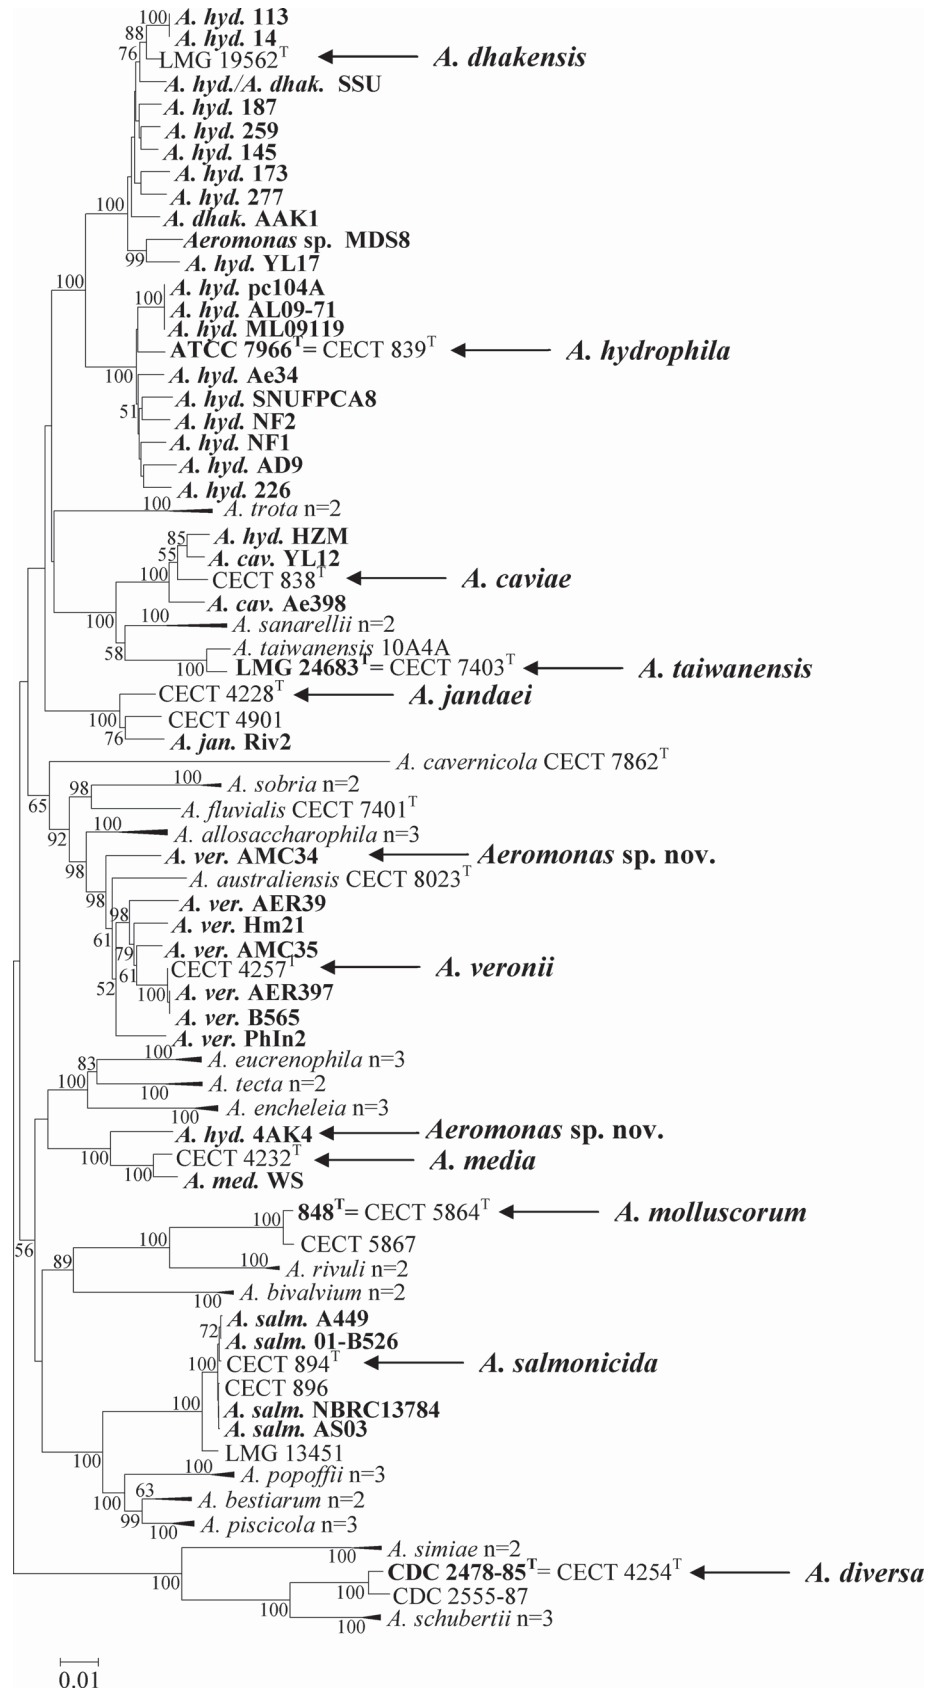 100 A. hyd. 113
88 A. hyd. 14
76 LMG 19562T A. dhakensis
A. hyd./A. dhak. SSU
A. hyd. 187
A. hyd. 259
A. hyd. 145
A. hyd. 173
A. hyd. 277
100 A. dhak. AAK1
Aeromonas sp. MDS8
99 A. hyd. YL17
100 A. hyd. pc104A
100 A. hyd. AL09-71
A. hyd. ML09119
ATCC 7966T= CECT 839T A. hydrophila
100 A. hyd. Ae34
A. hyd. SNUFPCA8
51 A. hyd. NF2
A. hyd. NF1
A. hyd. AD9
A. hyd. 226
100 A. trota n=2
85 A. hyd. HZM
55 A. cav. YL12
100 CECT 838T A. caviae
A. cav. Ae398
100 100 A. sanarellii n=2
58 A. taiwanensis 10A4A
100 LMG 24683T= CECT 7403T A. taiwanensis
CECT 4228T A. jandaei
100 CECT 4901
76 A. jan. Riv2
A. cavernicola CECT 7862T
98 100 A. sobria n=2
65 A. fluvialis CECT 7401T
92 100 A. allosaccharophila n=3
98 A. ver. AMC34 Aeromonas sp. nov.
A. australiensis CECT 8023T
98 A. ver. AER39
98 A. ver. Hm21
61 79 A. ver. AMC35
61 CECT 4257T A. veronii
52 100 A. ver. AER397
A. ver. B565
A. ver. PhIn2
83 100 A. eucrenophila n=3
100 100 A. tecta n=2
100 A. encheleia n=3
A. hyd. 4AK4 Aeromonas sp. nov.
100 CECT 4232T A. media
100 A. med. WS
100 848T= CECT 5864T A. molluscorum
56 100 CECT 5867
89 100 A. rivuli n=2
100 A. bivalvium n=2
72 A. salm. A449
A. salm. 01-B526
100 CECT 894T A. salmonicida
CECT 896
100 A. salm. NBRC13784
A. salm. AS03
100 LMG 13451
100 A. popoffii n=3
100 63 A. bestiarum n=2
99 100 A. piscicola n=3
100 A. simiae n=2
100 100 CDC 2478-85T= CECT 4254T A. diversa
100 CDC 2555-87
100 A. schubertii n=3
0.01